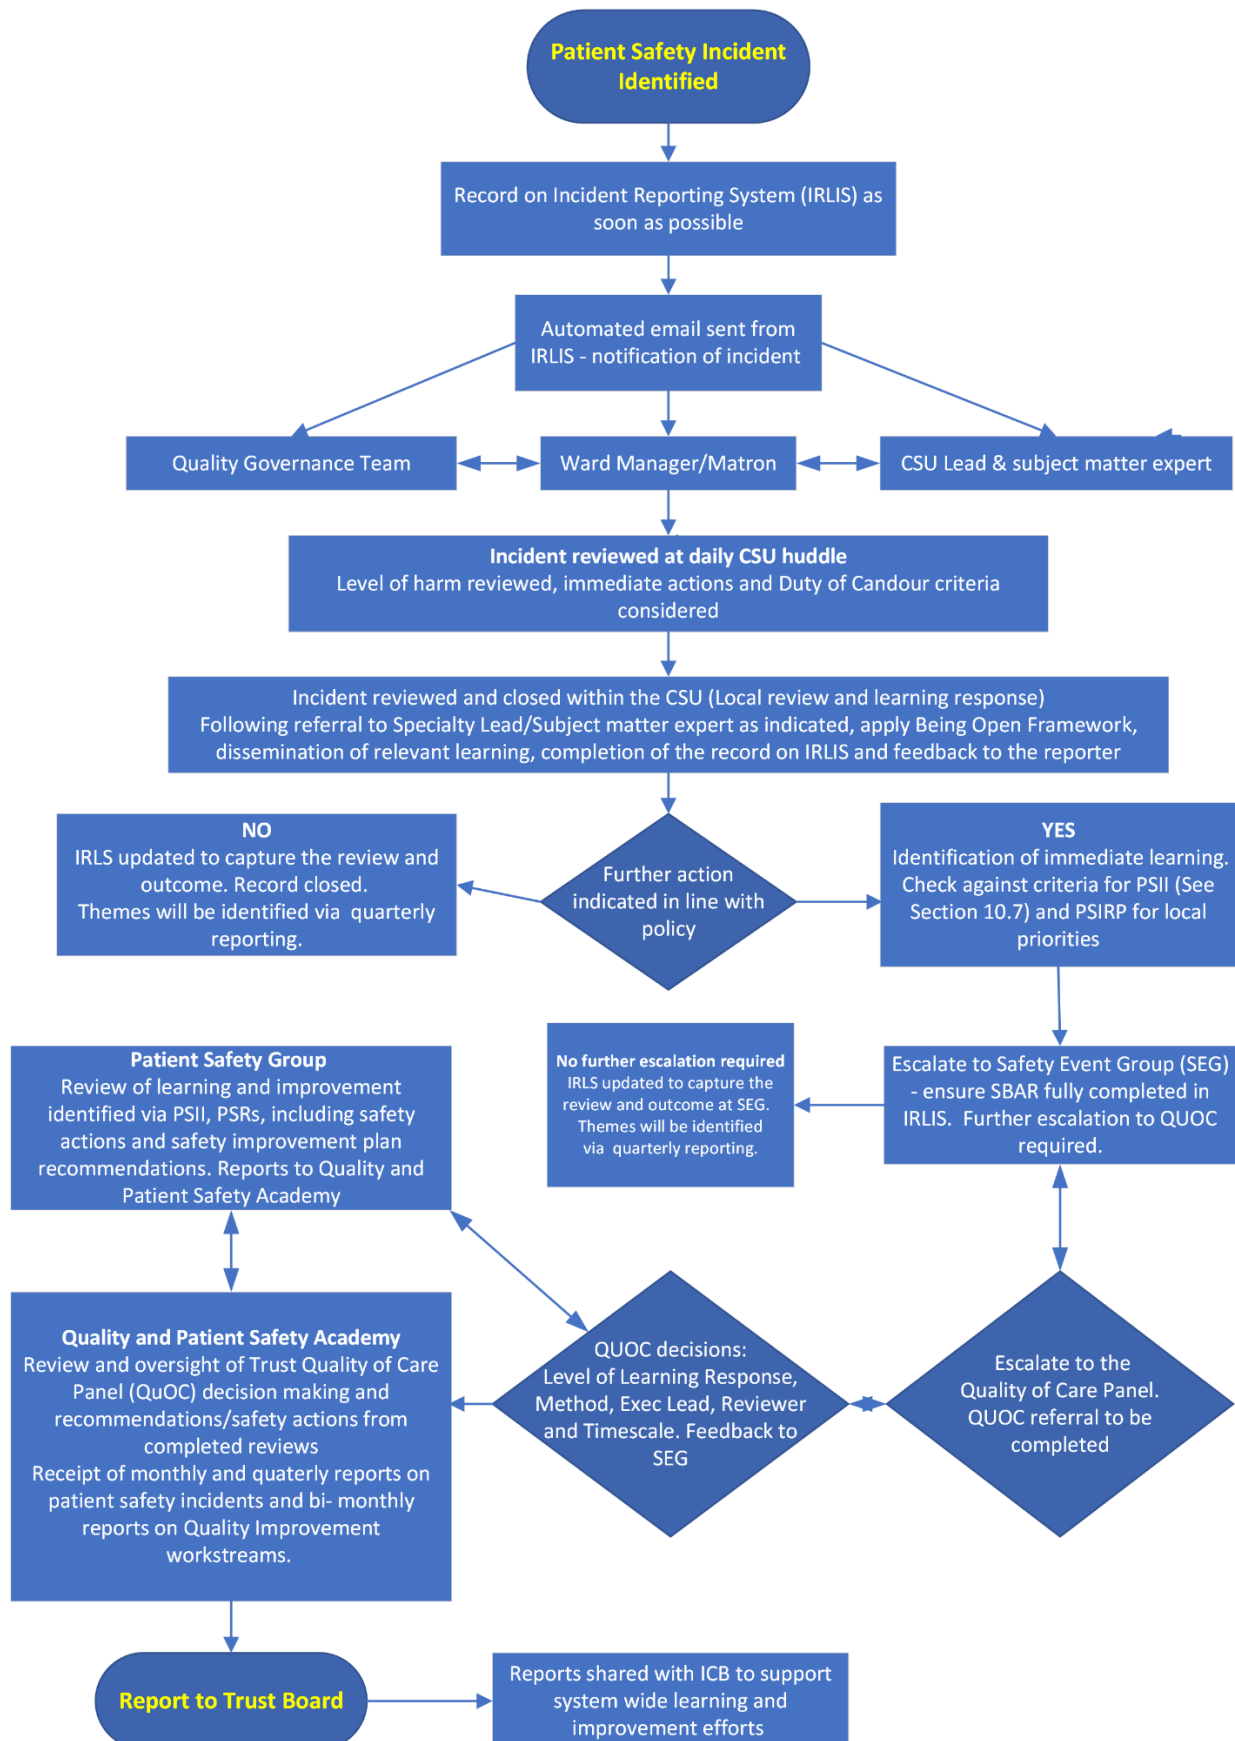 Patient Safety Incident
Identified
Record on Incident Reporting System (IRLIS) as
soon as possible
Automated email sent from
IRLIS - notification of incident
Quality Governance Team
Ward Manager/Matron
CSU Lead & subject matter expert
Incident reviewed at daily CSU huddle
Level of harm reviewed, immediate actions and Duty of Candour criteria
considered
Incident reviewed and closed within the CSU (Local review and learning response)
Following referral to Specialty Lead/Subject matter expert as indicated, apply Being Open Framework,
dissemination of relevant learning, completion of the record on IRLIS and feedback to the reporter
NO
IRLS updated to capture the review and
outcome. Record closed.
Themes will be identified via quarterly
reporting.
Further action
indicated in line with
policy
YES
Identification of immediate learning.
Check against criteria for PSII (See
Section 10.7) and PSIRP for local
priorities
Patient Safety Group
Review of learning and improvement
identified via PSII, PSRs, including safety
actions and safety improvement plan
recommendations. Reports to Quality and
Patient Safety Academy
No further escalation required
IRLS updated to capture the
review and outcome at SEG.
Themes will be identified
via quarterly reporting.
Escalate to Safety Event Group (SEG)
- ensure SBAR fully completed in
IRLIS. Further escalation to QUOC
required.
Quality and Patient Safety Academy
Review and oversight of Trust Quality of Care
Panel (QuOC) decision making and
recommendations/safety actions from
completed reviews
Receipt of monthly and quaterly reports on
patient safety incidents and bi- monthly
reports on Quality Improvement
workstreams.
QUOC decisions:
Level of Learning Response,
Method, Exec Lead, Reviewer
and Timescale. Feedback to
SEG
Escalate to the
Quality of Care Panel.
QUOC referral to be
completed
Report to Trust Board
Reports shared with ICB to support
system wide learning and
improvement efforts